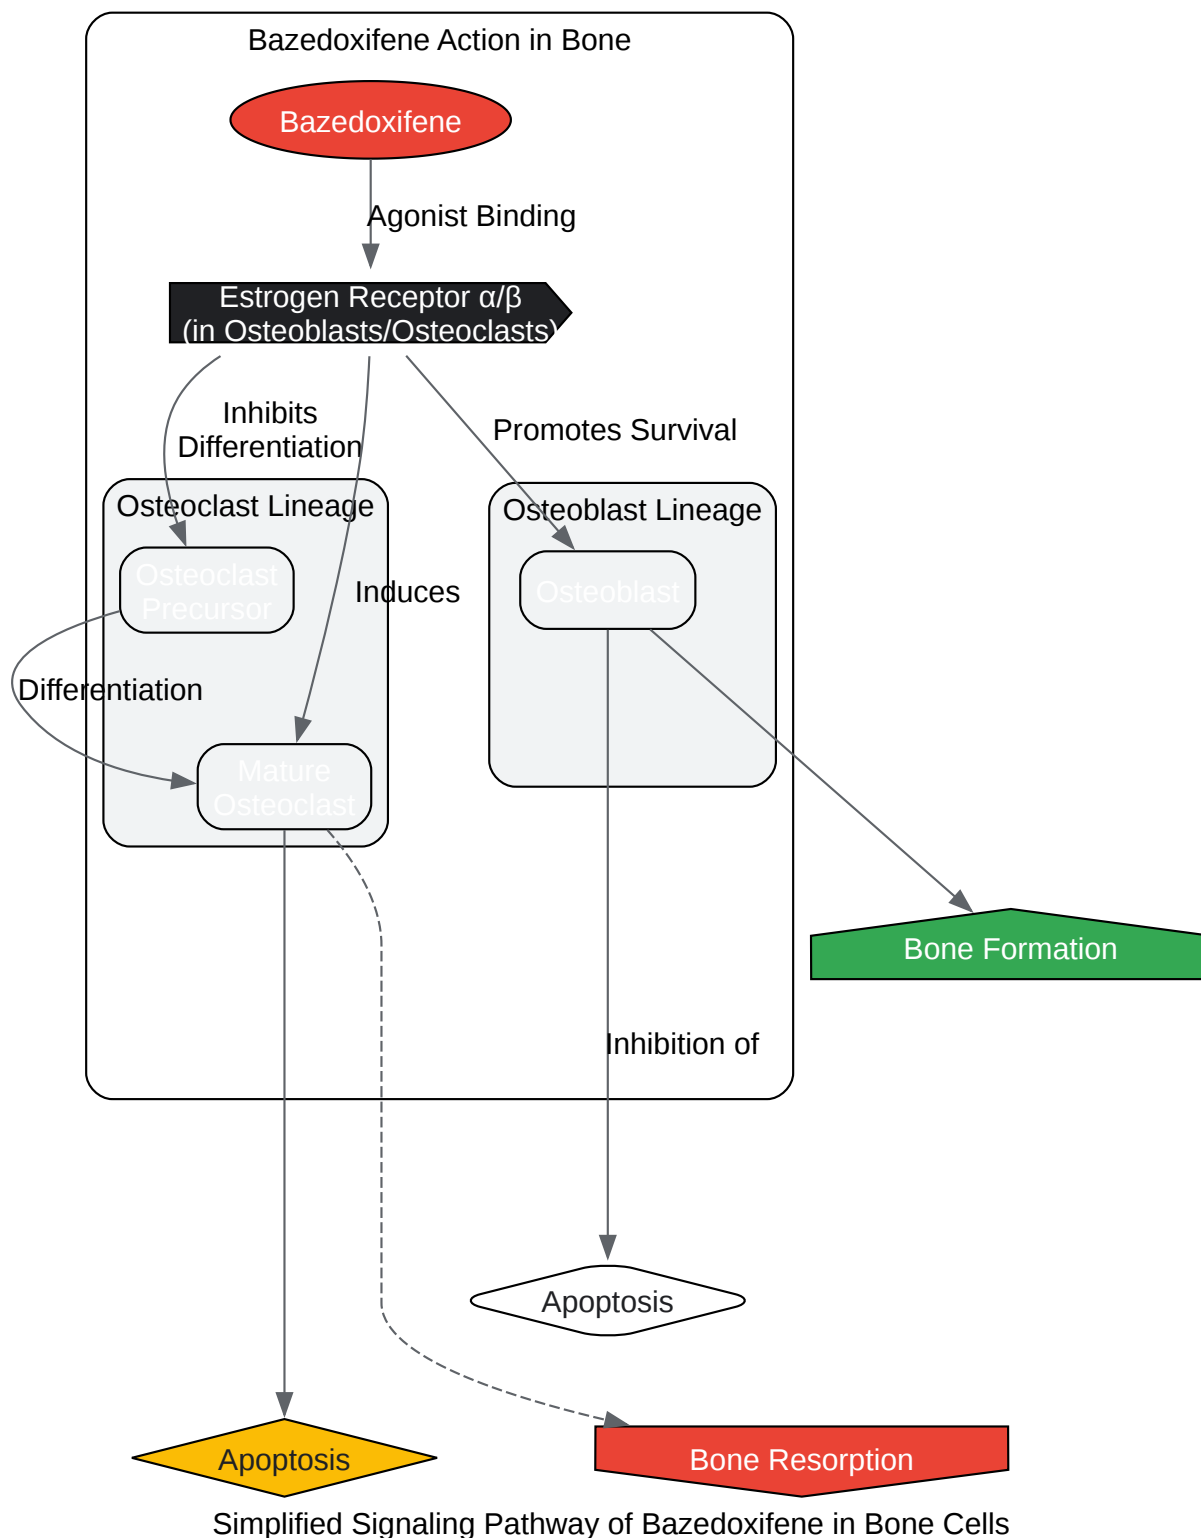 Bazedoxifene Action in Bone
Bazedoxifene
Agonist Binding
Estrogen Receptor α/β
(in Osteoblasts/Osteoclasts)
Inhibits
Differentiation
Promotes Survival
Osteoclast Lineage
Osteoblast Lineage
Osteoclast
Precursor
Induces
Osteoblast
Differentiation
Mature
Osteoclast
Bone Formation
Inhibition of
Apoptosis
Apoptosis
Bone Resorption
Simplified Signaling Pathway of Bazedoxifene in Bone Cells